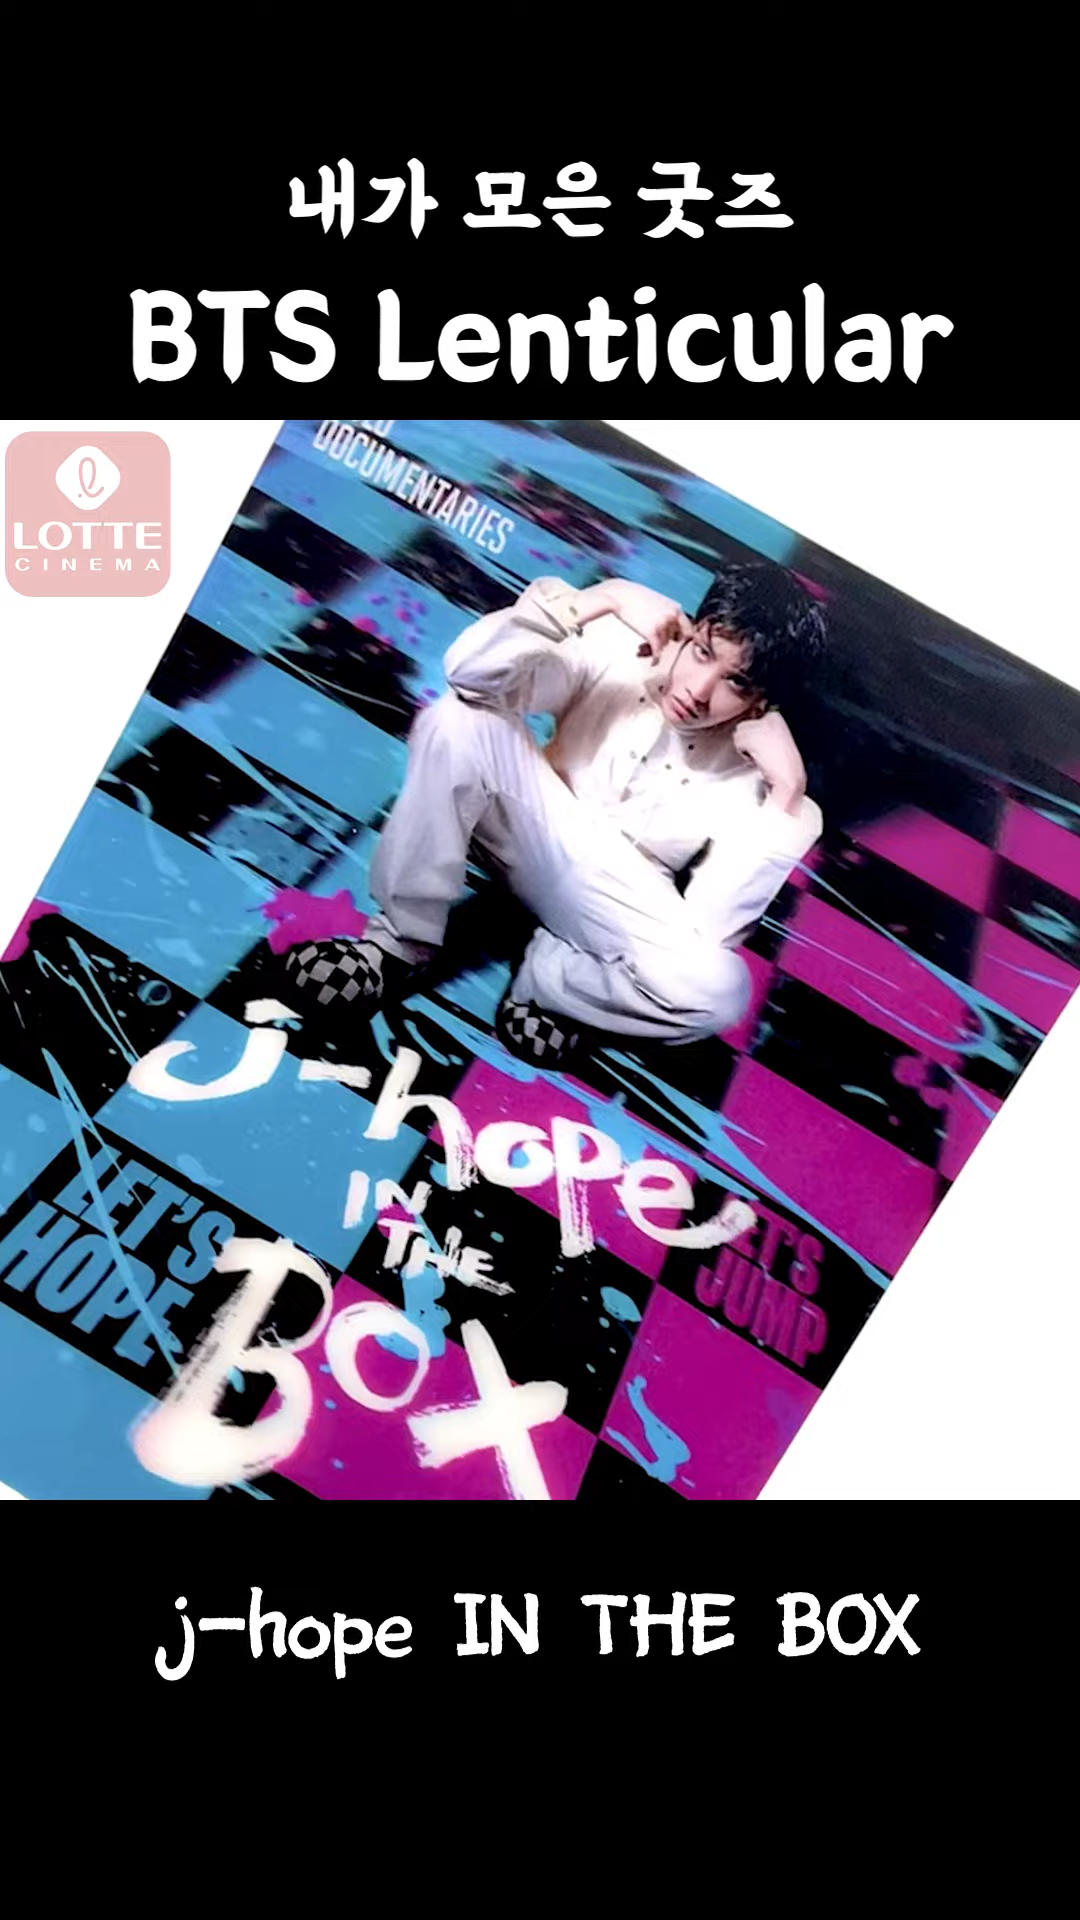 내가 모은 굿즈
BTS Lenticular
LOTTE
CINEMA
DOCUMENTARIES
j-hope
IN
THE
BOX
LET'S
HOPE
LET'S
JUMP
j-hope IN THE BOX